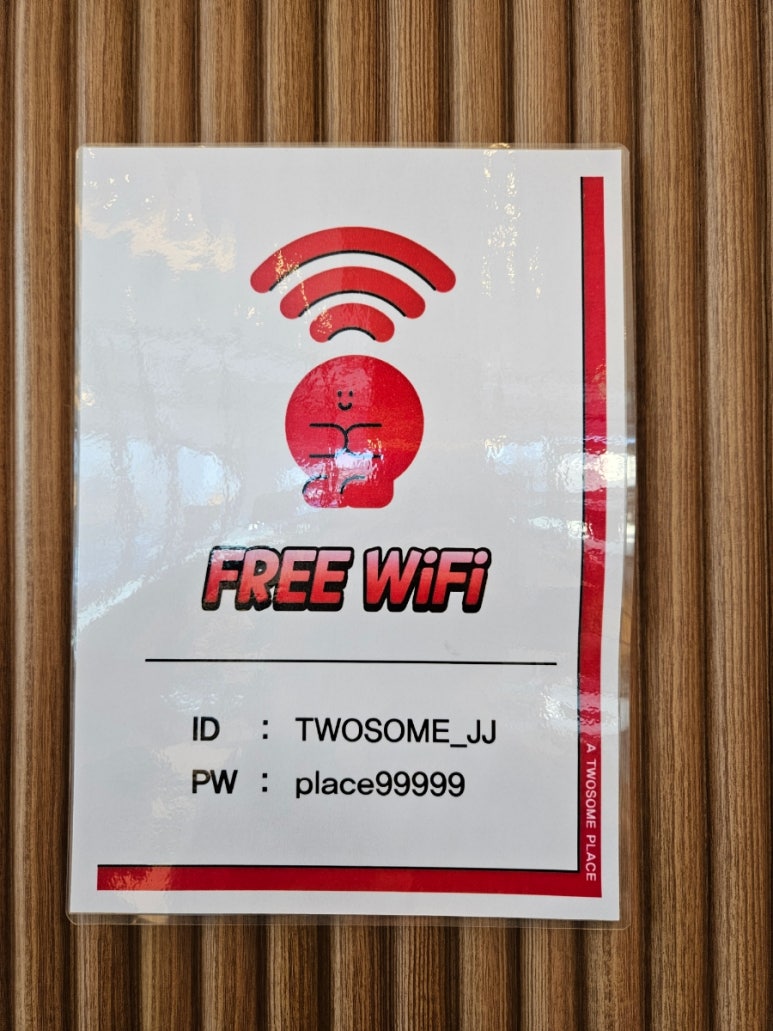 FREE WiFi
ID : TWOSOME_JJ
PW : place99999
A TWOSOME PLACE